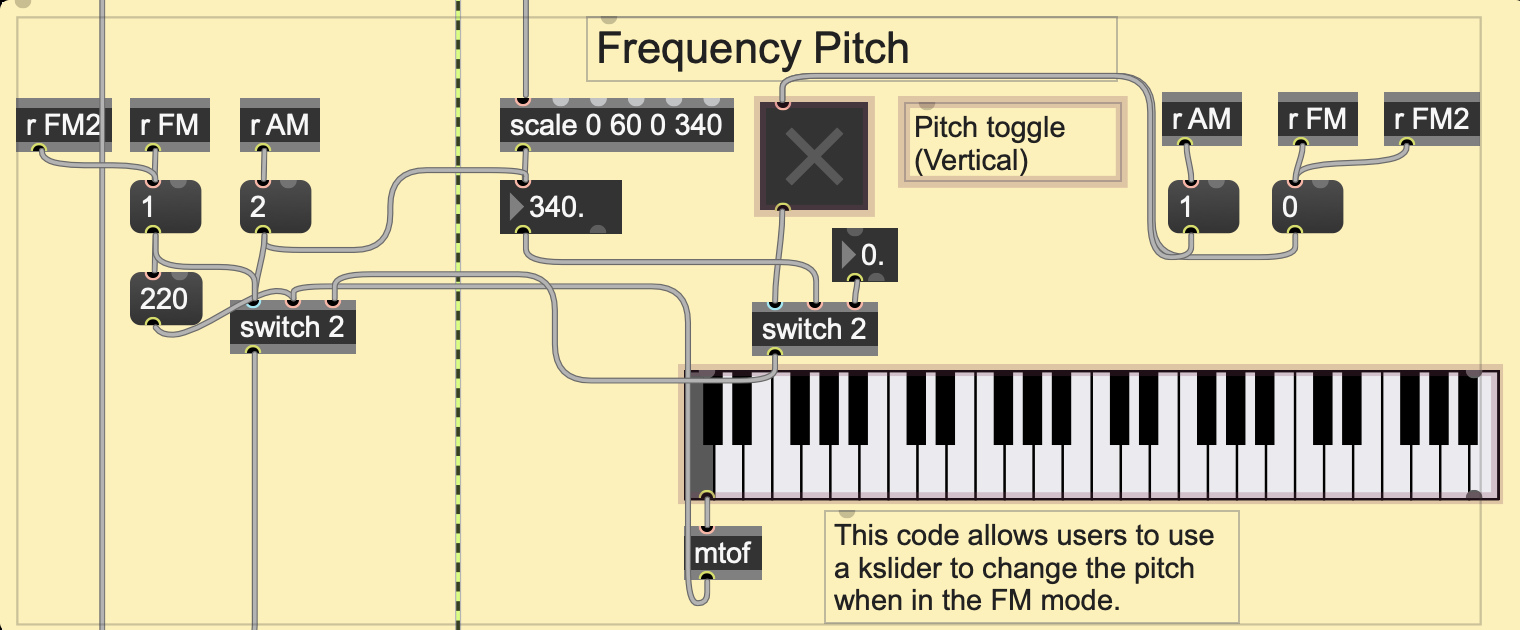 Frequency Pitch
r FM2
r FM
r AM
scale 0 60 0 340
Pitch toggle
(Vertical)
r AM
r FM
r FM2
1
2
340.
1
0
0.
220
switch 2
switch 2
mtof
This code allows users to use
a kslider to change the pitch
when in the FM mode.